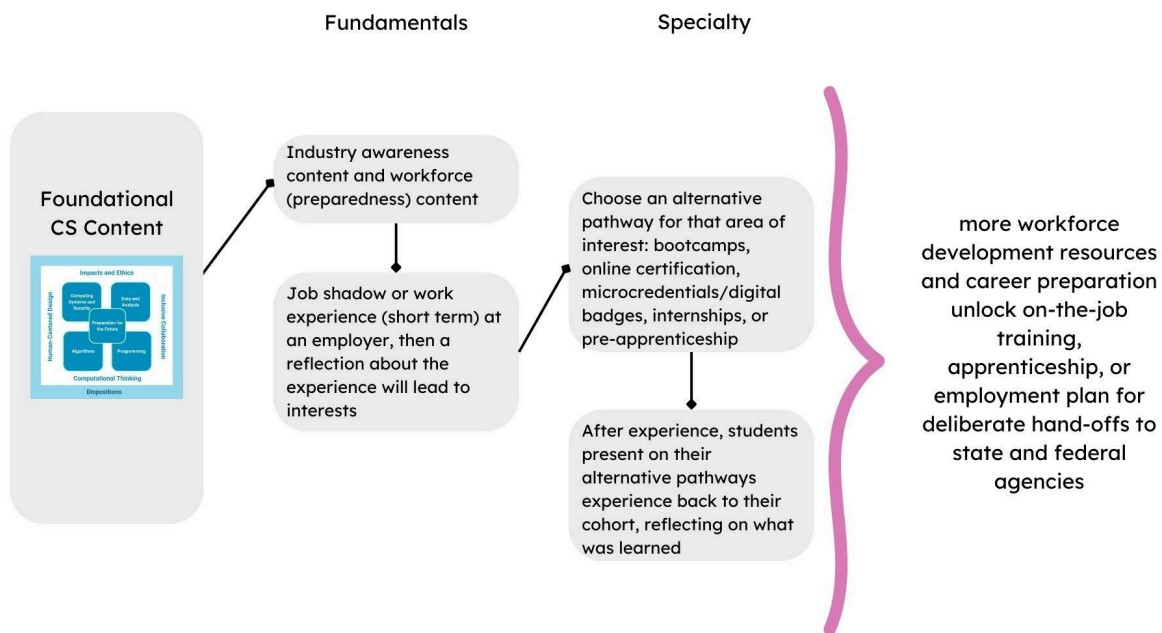 Fundamentals
Specialty
Foundational
CS Content
Impacts and Ethics
Human-Centered Design
Computing
Systems and
Security
Data and
Analysis
Preparation for
the Future
Algorithms
Programming
Inclusive Collaboration
Computational Thinking
Dispositions
Industry awareness
content and workforce
(preparedness) content
Job shadow or work
experience (short term) at
an employer, then a
reflection about the
experience will lead to
interests
Choose an alternative
pathway for that area of
interest: bootcamps,
online certification,
microcredentials/digital
badges, internships, or
pre-apprenticeship
After experience, students
present on their
alternative pathways
experience back to their
cohort, reflecting on what
was learned
more workforce
development resources
and career preparation
unlock on-the-job
training,
apprenticeship, or
employment plan for
deliberate hand-offs to
state and federal
agencies